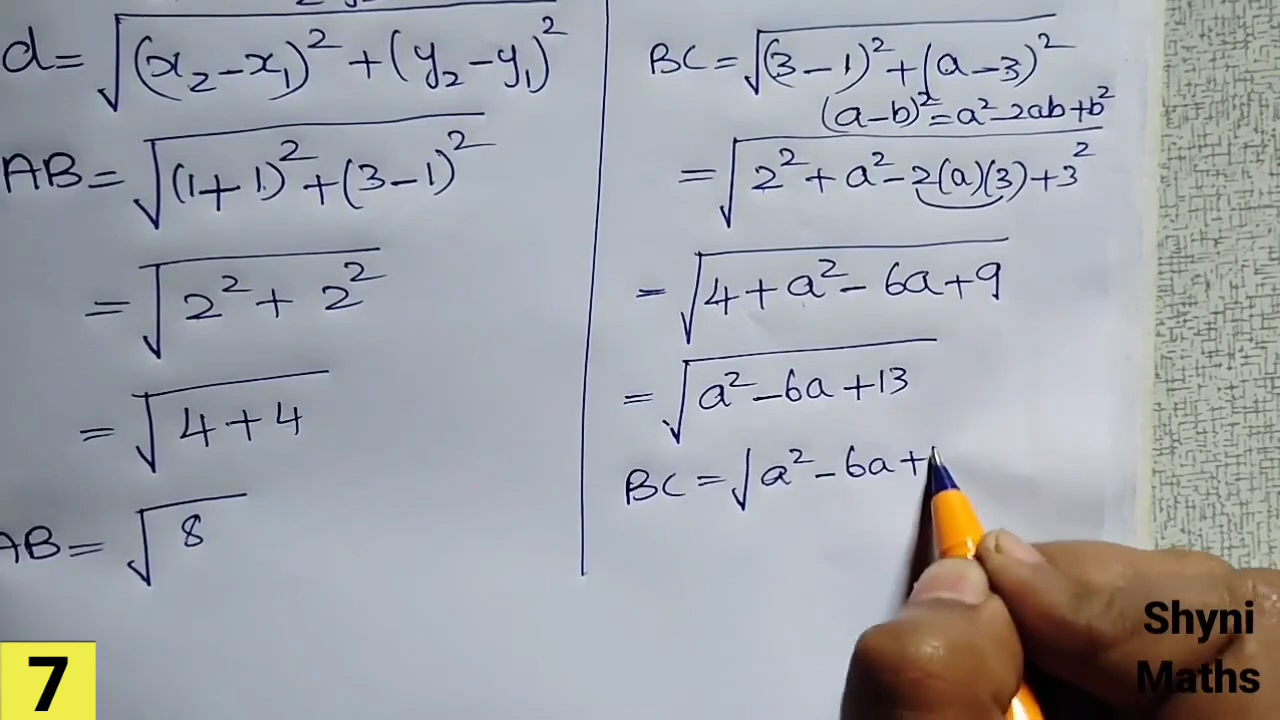 d = √(x₂ – x₁)² + (y₂ – y₁)²
AB = √(1 + 1)² + (3 – 1)²
= √2² + 2²
= √4 + 4
AB = √8
BC = √(3 – 1)² + (a – 3)²
(a – b)² = a² – 2ab + b²
= √2² + a² – 2(a)(3) + 3²
= √4 + a² – 6a + 9
= √a² – 6a + 13
BC = √a² – 6a +
7
Shyni
Maths